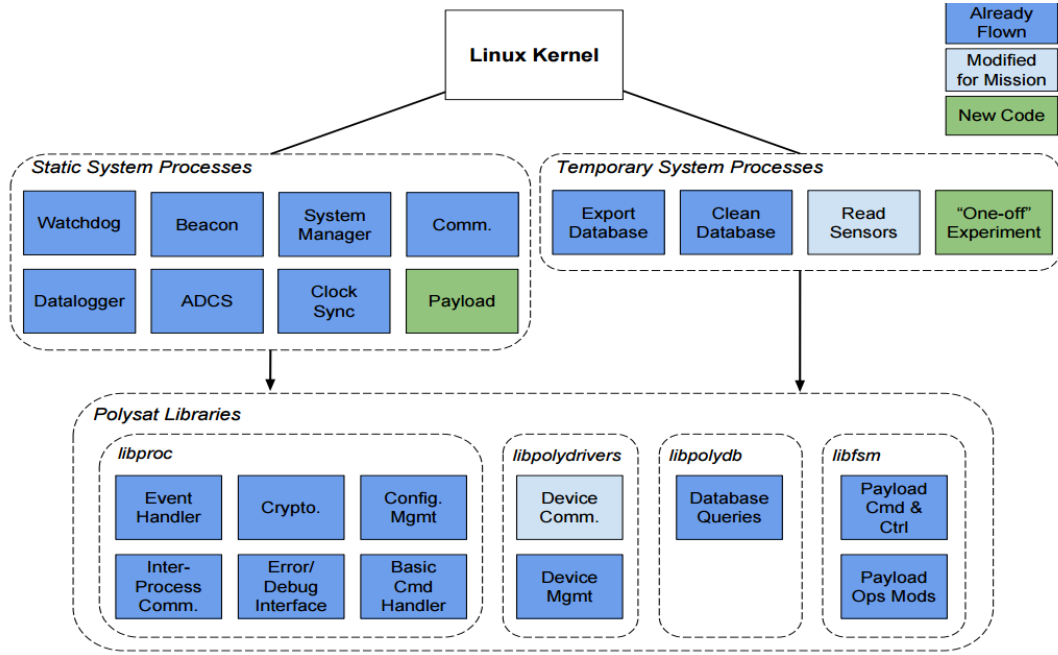 Already
Flown
Modified
for Mission
New Code
Linux Kernel
Static System Processes
Watchdog
Beacon
System
Manager
Comm.
Datalogger
ADCS
Clock
Sync
Payload
Temporary System Processes
Export
Database
Clean
Database
Read
Sensors
“One-off”
Experiment
Polysat Libraries
libproc
Event
Handler
Crypto.
Config.
Mgmt
Inter-
Process
Comm.
Error/
Debug
Interface
Basic
Cmd
Handler
libpolydrivers
Device
Comm.
Device
Mgmt
libpolydb
Database
Queries
libfsm
Payload
Cmd &
Ctrl
Payload
Ops Mods